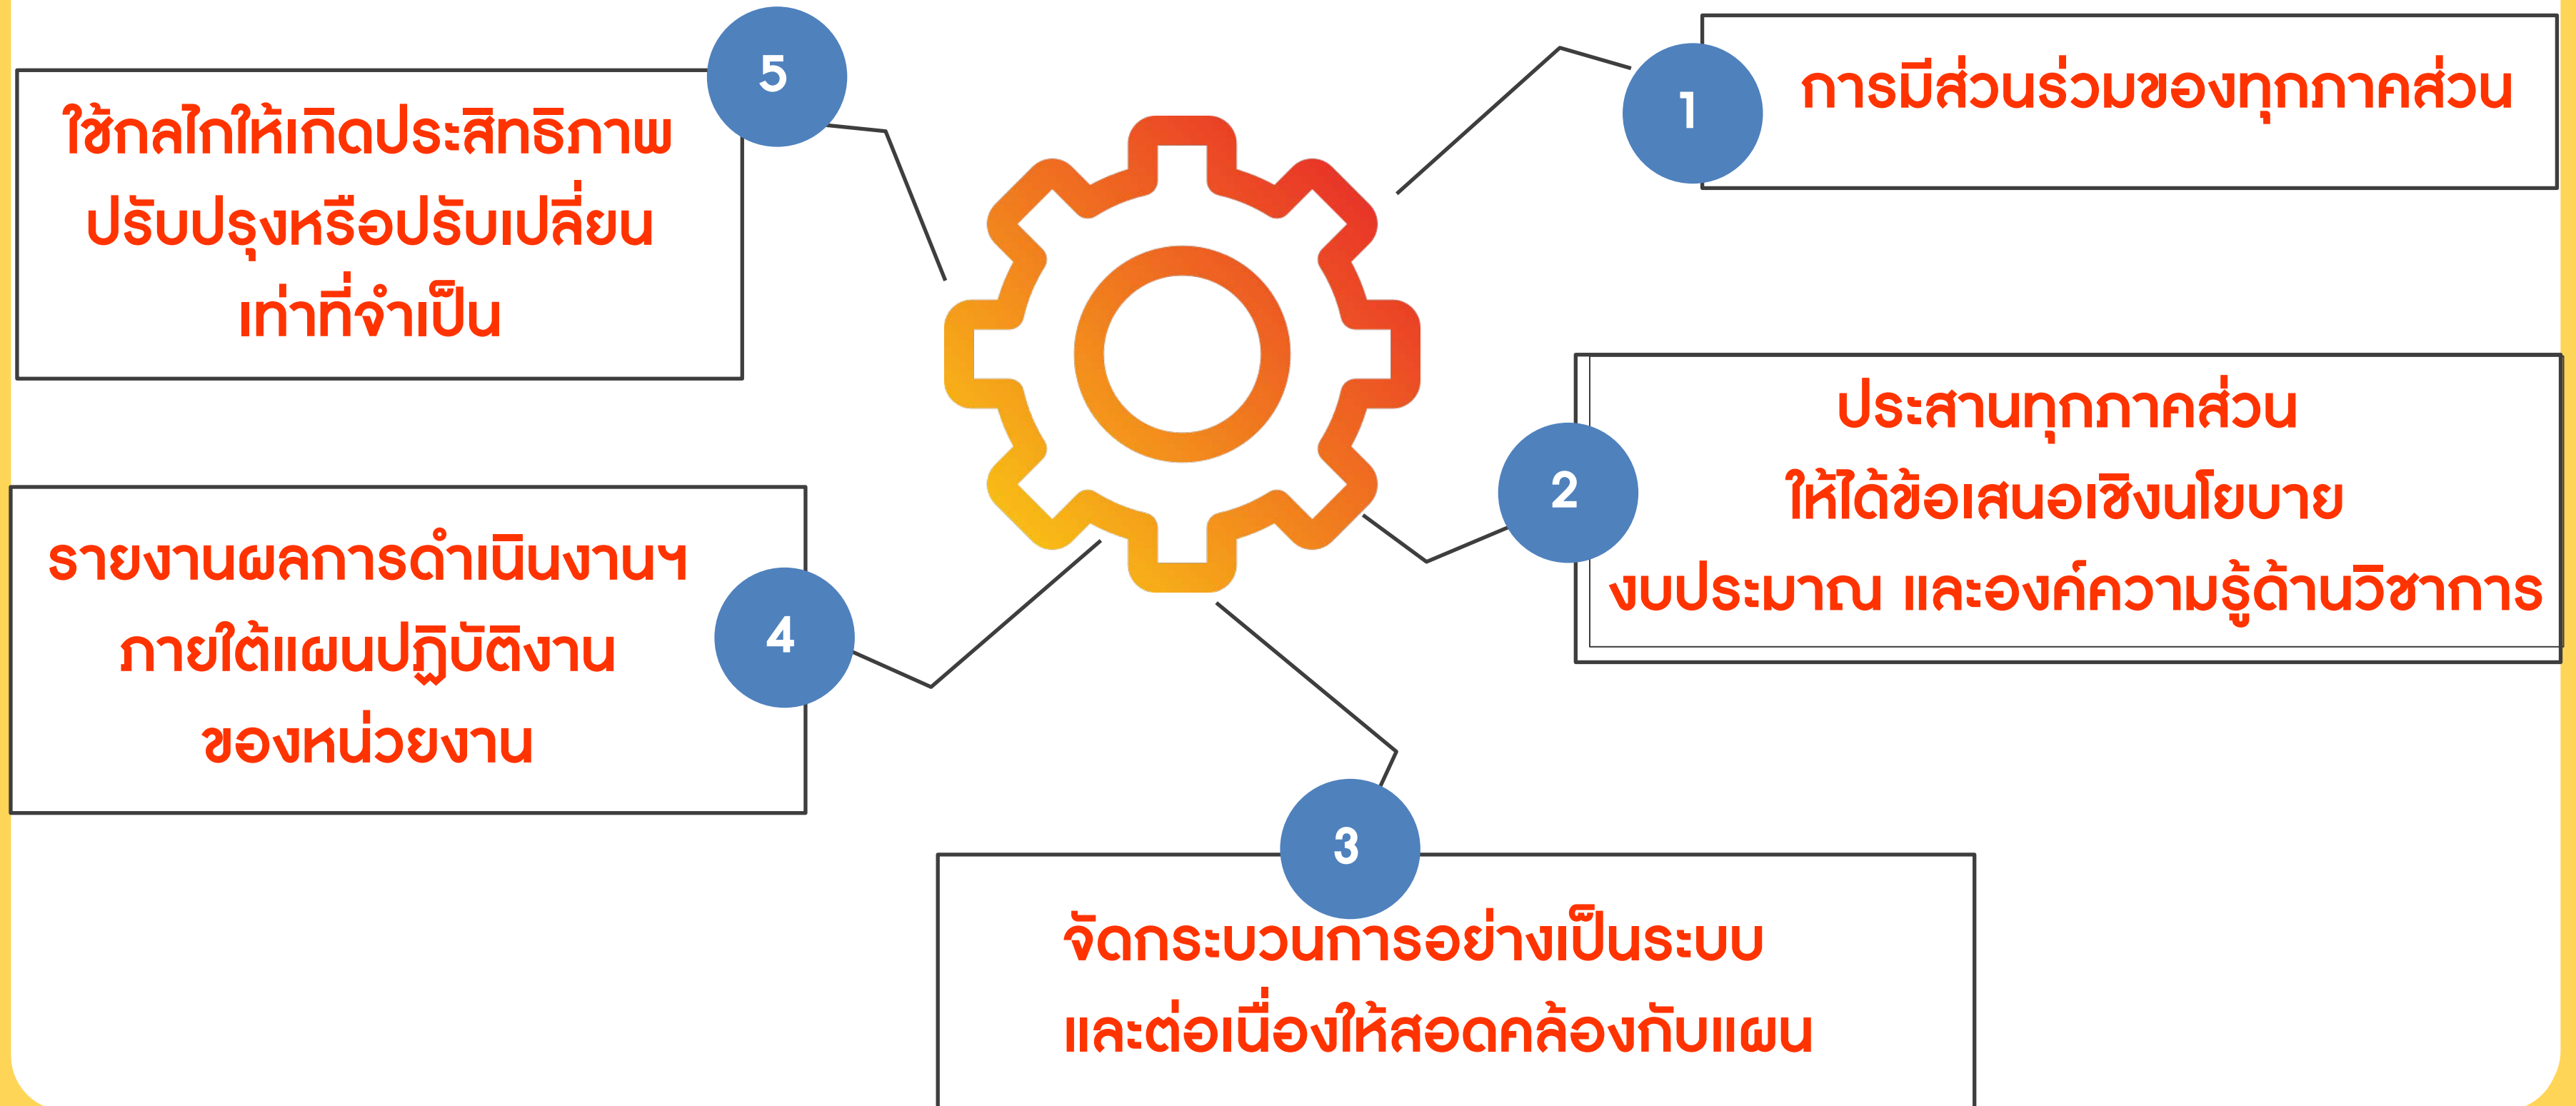 1
การมีส่วนร่วมของทุกภาคส่วน
2
ประสานทุกภาคส่วน
ให้ได้ข้อเสนอเชิงนโยบาย
งบประมาณ และองค์ความรู้ด้านวิชาการ
3
จัดกระบวนการอย่างเป็นระบบ
และต่อเนื่องให้สอดคล้องกับแผน
4
รายงานผลการดำเนินงานฯ
ภายใต้แผนปฏิบัติงาน
ของหน่วยงาน
5
ใช้กลไกให้เกิดประสิทธิภาพ
ปรับปรุงหรือปรับเปลี่ยน
เท่าที่จำเป็น